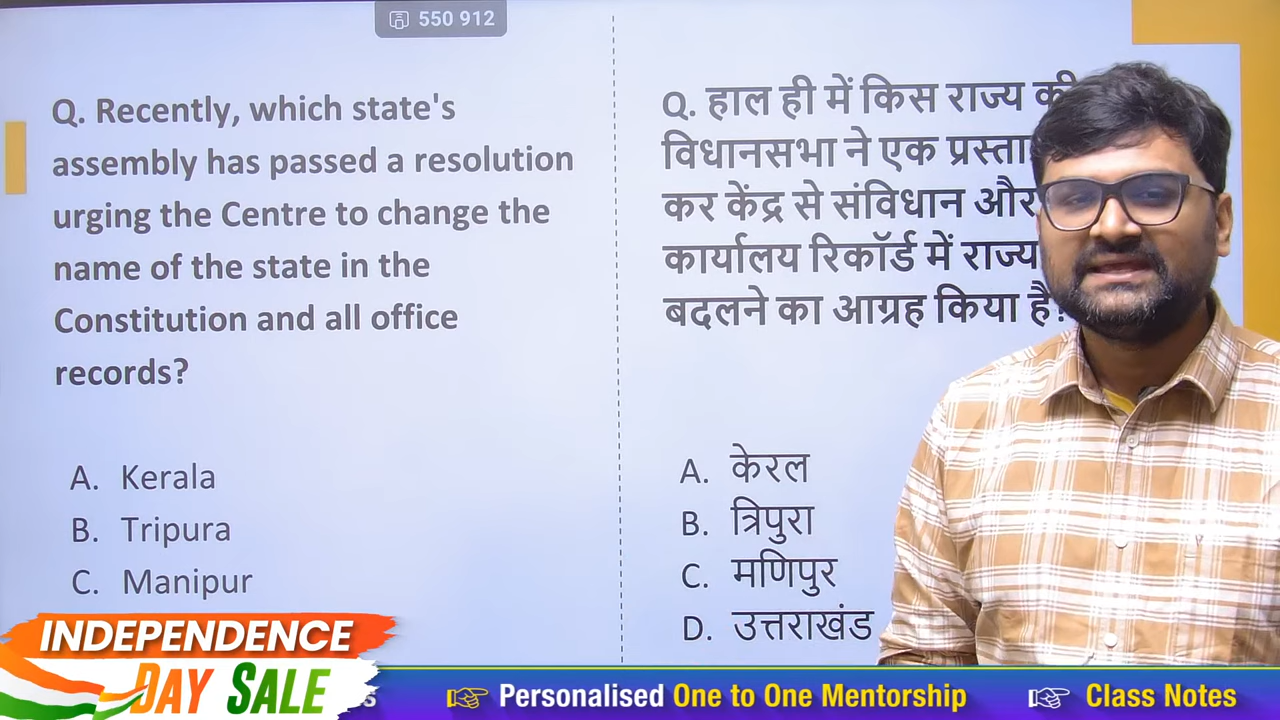 550 912
Q. Recently, which state's
assembly has passed a resolution
urging the Centre to change the
name of the state in the
Constitution and all office
records?
A. Kerala
B. Tripura
C. Manipur
Q. हाल ही में किस राज्य की
विधानसभा ने एक
कर केंद्र से संविधान और
कार्यालय रिकॉर्ड में राज्य
बदलने का आग्रह किया है?
A. केरल
B. त्रिपुरा
C. मणिपुर
D. उत्तराखंड
INDEPENDENCE
DAY SALE
Personalised One to One Mentorship
Class Notes